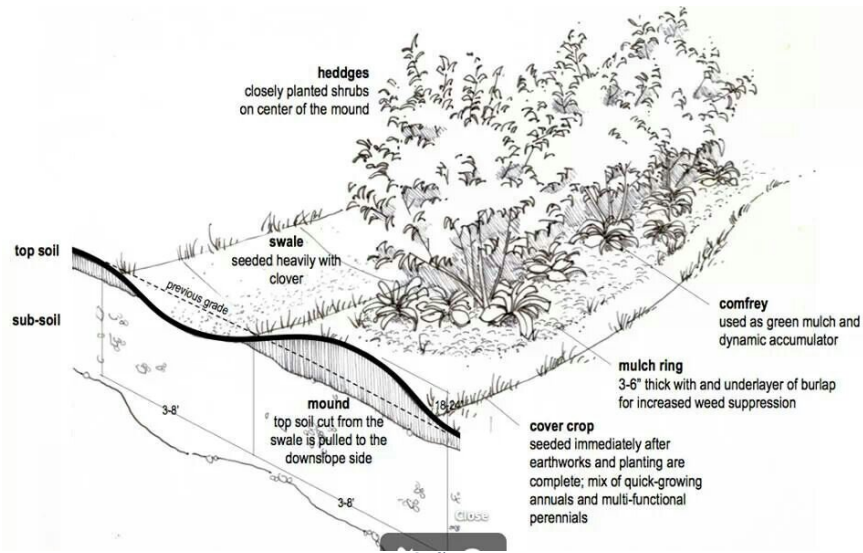 heddges
closely planted shrubs
on center of the mound
top soil
swale
seeded heavily with
clover
previous grade
sub-soil
comfrey
used as green mulch and
dynamic accumulator
mulch ring
3-6" thick with and underlayer of burlap
for increased weed suppression
3-8'
mound
top soil cut from the
swale is pulled to the
downslope side
18-24"
cover crop
seeded immediately after
earthworks and planting are
complete; mix of quick-growing
annuals and multi-functional
perennials
3-8'
Close